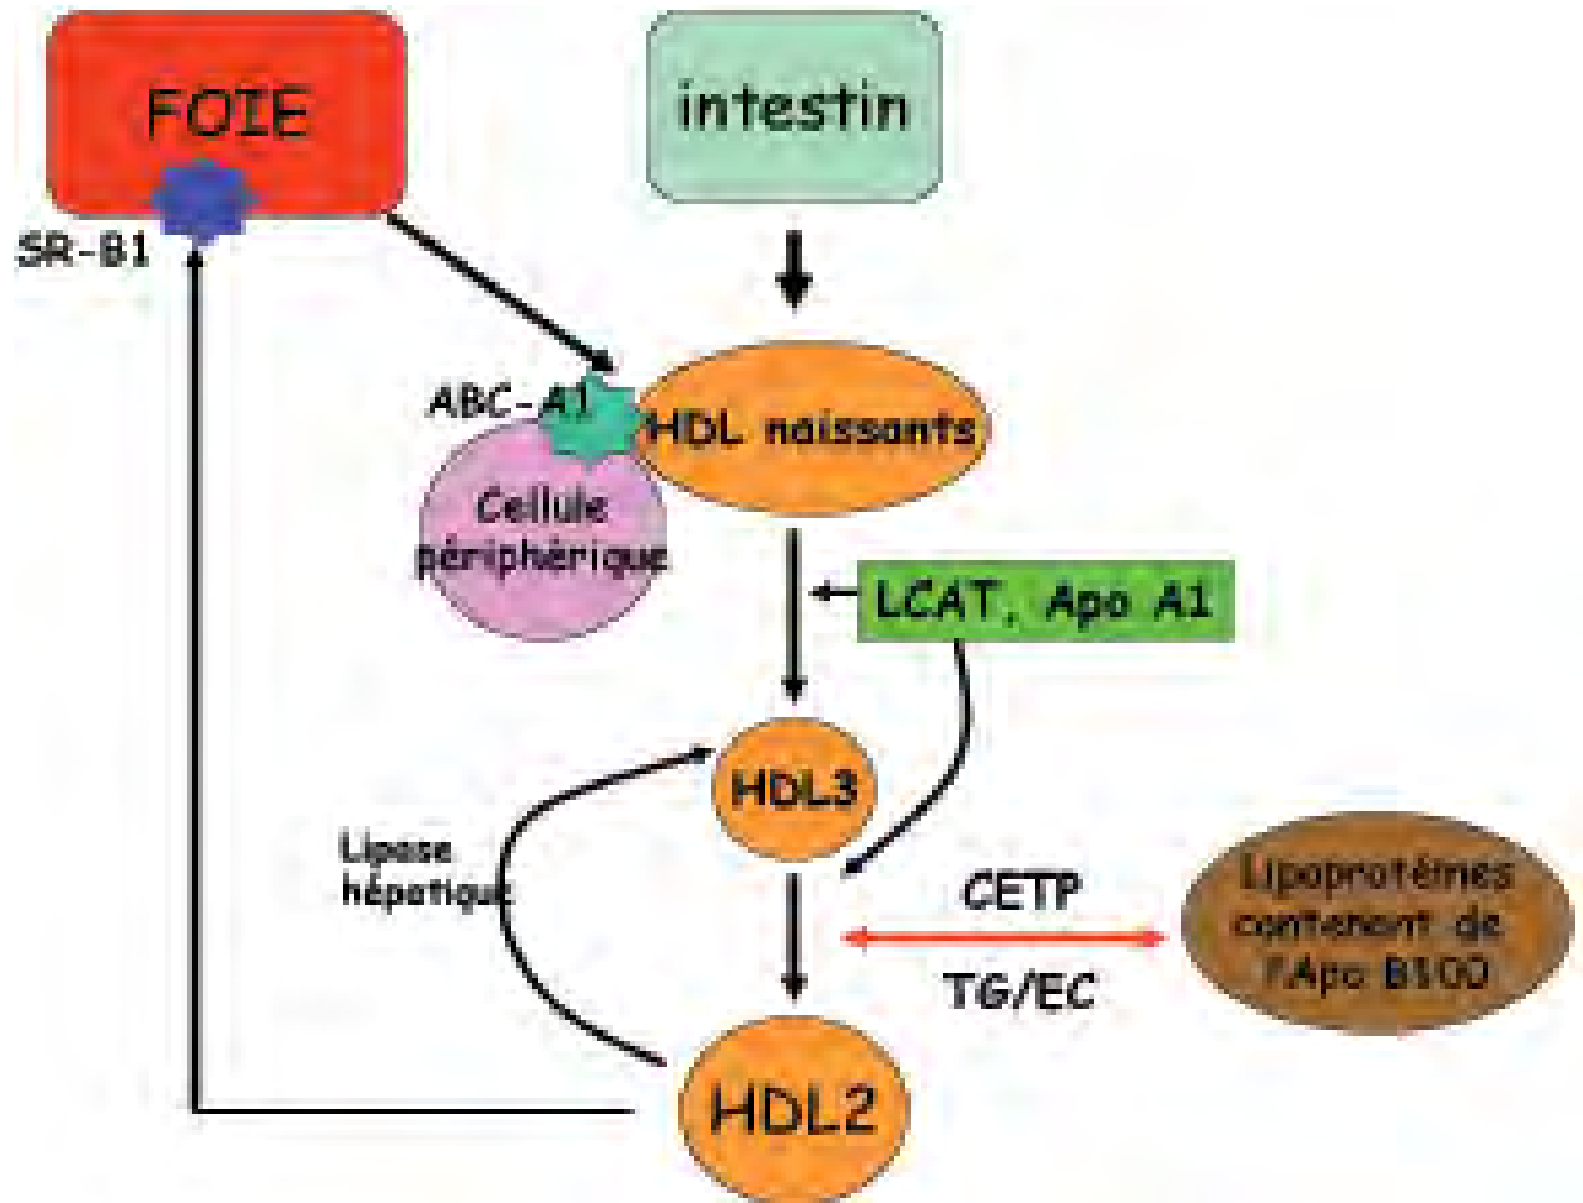 FOIE
intestin
SR-B1
ABC-A1
HDL naissants
Cellule
périphérique
LCAT, Apo A1
HDL3
Lipase
hépatique
CETP
TG/EC
Lipoprotéines
contenant de
l'Apo B100
HDL2